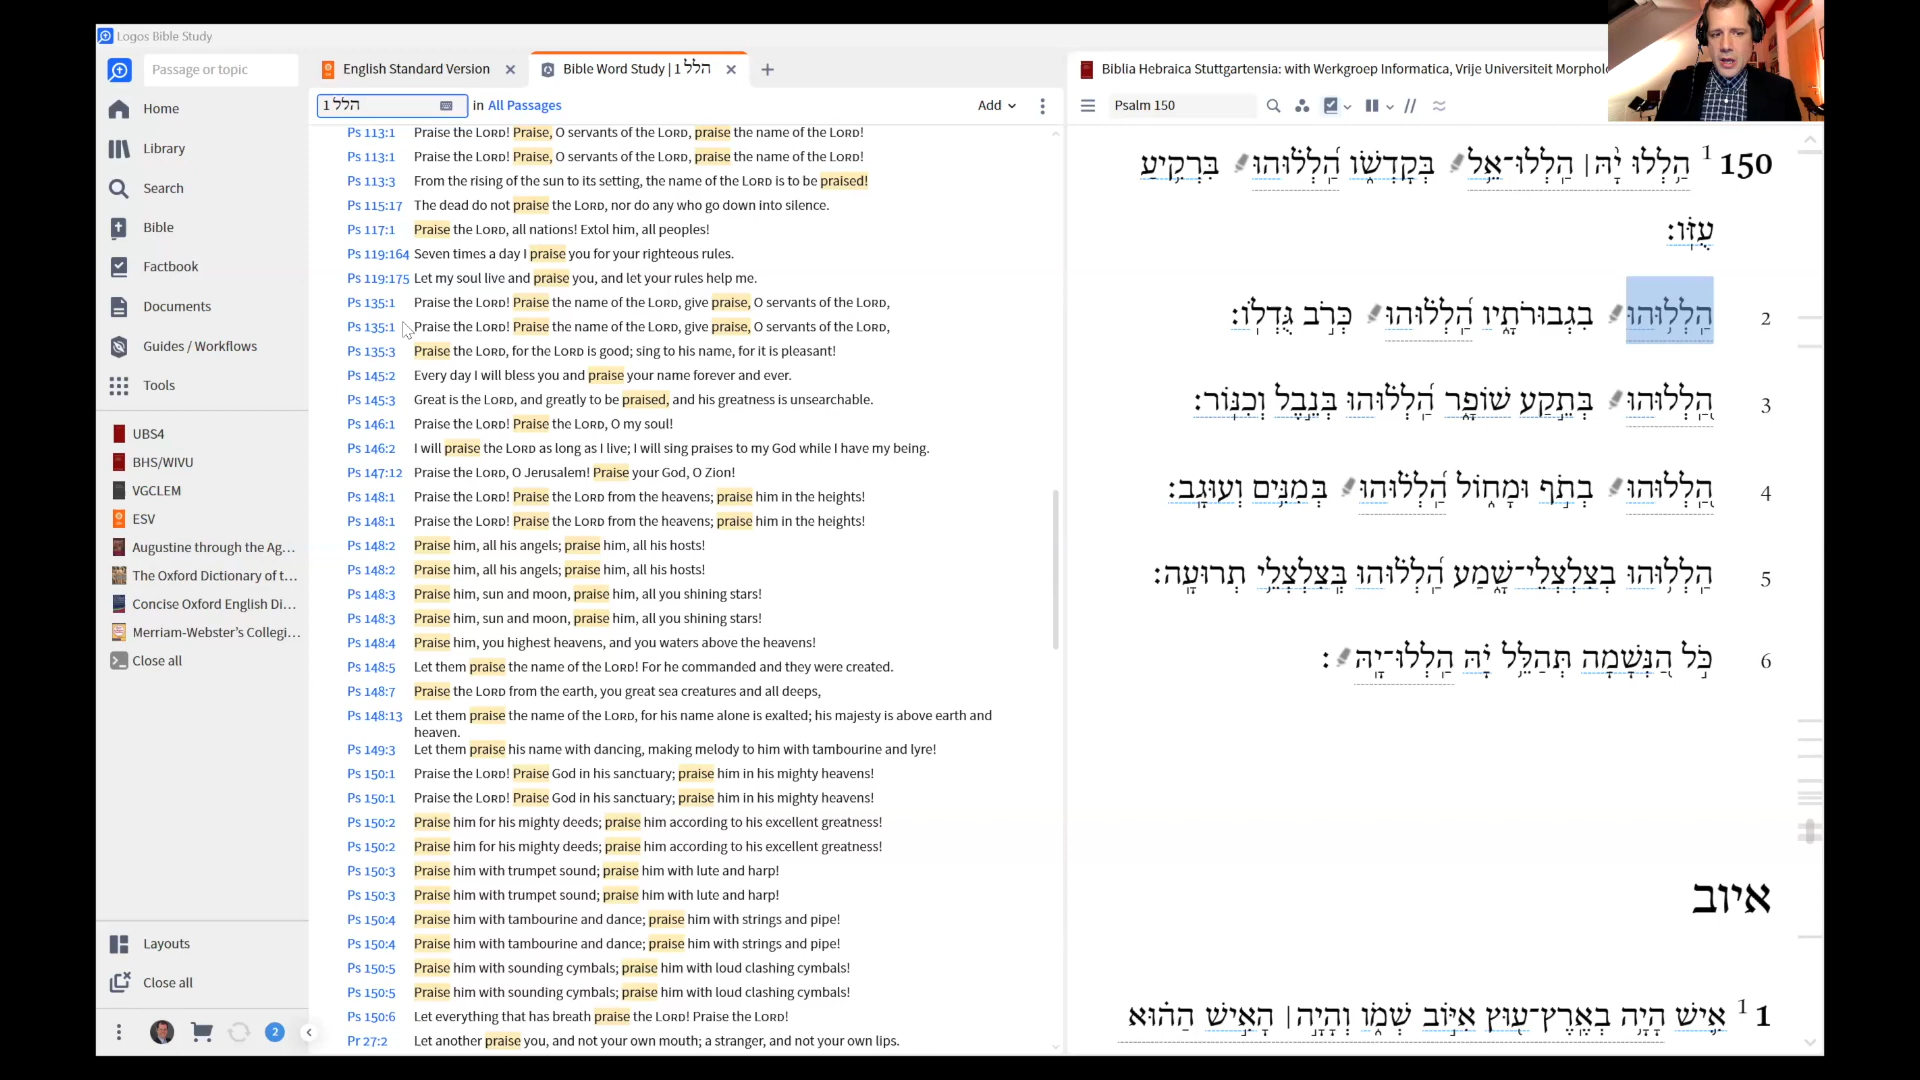 Logos Bible Study
Passage or topic
English Standard Version
Bible Word Study | הלל 1
Biblia Hebraica Stuttgartensia: with Werkgroep Informatica, Vrije Universiteit Morpholo
הלל 1
in All Passages
Add
Psalm 150
Home
Library
Search
Bible
Factbook
Documents
Guides / Workflows
Tools
UBS4
BHS/WIVU
VGCLEM
ESV
Augustine through the Ag...
The Oxford Dictionary of t...
Concise Oxford English Di...
Merriam-Webster's Collegi...
Close all
Layouts
Close all
2
Ps 113:1 Praise the LORD! Praise, O servants of the LORD, praise the name of the LORD!
Ps 113:1 Praise the LORD! Praise, O servants of the LORD, praise the name of the LORD!
Ps 113:3 From the rising of the sun to its setting, the name of the LORD is to be praised!
Ps 115:17 The dead do not praise the LORD, nor do any who go down into silence.
Ps 117:1 Praise the LORD, all nations! Extol him, all peoples!
Ps 119:164 Seven times a day I praise you for your righteous rules.
Ps 119:175 Let my soul live and praise you, and let your rules help me.
Ps 135:1 Praise the LORD! Praise the name of the LORD, give praise, O servants of the LORD,
Ps 135:1 Praise the LORD! Praise the name of the LORD, give praise, O servants of the LORD,
Ps 135:3 Praise the LORD, for the LORD is good; sing to his name, for it is pleasant!
Ps 145:2 Every day I will bless you and praise your name forever and ever.
Ps 145:3 Great is the LORD, and greatly to be praised, and his greatness is unsearchable.
Ps 146:1 Praise the LORD! Praise the LORD, O my soul!
Ps 146:2 I will praise the LORD as long as I live; I will sing praises to my God while I have my being.
Ps 147:12 Praise the LORD, O Jerusalem! Praise your God, O Zion!
Ps 148:1 Praise the LORD! Praise the LORD from the heavens; praise him in the heights!
Ps 148:1 Praise the LORD! Praise the LORD from the heavens; praise him in the heights!
Ps 148:2 Praise him, all his angels; praise him, all his hosts!
Ps 148:2 Praise him, all his angels; praise him, all his hosts!
Ps 148:3 Praise him, sun and moon, praise him, all you shining stars!
Ps 148:3 Praise him, sun and moon, praise him, all you shining stars!
Ps 148:4 Praise him, you highest heavens, and you waters above the heavens!
Ps 148:5 Let them praise the name of the LORD! For he commanded and they were created.
Ps 148:7 Praise the LORD from the earth, you great sea creatures and all deeps,
Ps 148:13 Let them praise the name of the LORD, for his name alone is exalted; his majesty is above earth and
heaven.
Ps 149:3 Let them praise his name with dancing, making melody to him with tambourine and lyre!
Ps 150:1 Praise the LORD! Praise God in his sanctuary; praise him in his mighty heavens!
Ps 150:1 Praise the LORD! Praise God in his sanctuary; praise him in his mighty heavens!
Ps 150:2 Praise him for his mighty deeds; praise him according to his excellent greatness!
Ps 150:2 Praise him for his mighty deeds; praise him according to his excellent greatness!
Ps 150:3 Praise him with trumpet sound; praise him with lute and harp!
Ps 150:3 Praise him with trumpet sound; praise him with lute and harp!
Ps 150:4 Praise him with tambourine and dance; praise him with strings and pipe!
Ps 150:4 Praise him with tambourine and dance; praise him with strings and pipe!
Ps 150:5 Praise him with sounding cymbals; praise him with loud clashing cymbals!
Ps 150:5 Praise him with sounding cymbals; praise him with loud clashing cymbals!
Ps 150:6 Let everything that has breath praise the LORD! Praise the LORD!
Pr 27:2 Let another praise you, and not your own mouth; a stranger, and not your own lips.
150 1 הַ֥לְלוּ יָ֨הּ׀ הַֽלְלוּ־אֵ֥ל בְּקָדְשׁ֑וֹ הַֽ֝לְל֗וּהוּ בִּרְקִ֥יעַ
עֻזּֽוֹ׃
2 הַֽלְל֥וּהוּ בִגְבוּרֹתָ֑יו הַֽ֝לְל֗וּהוּ כְּרֹ֣ב גֻּדְלֽוֹ׃
3 הַֽ֭לְלוּהוּ בְּתֵ֣קַע שׁוֹפָ֑ר הַֽ֝לְל֗וּהוּ בְּנֵ֣בֶל וְכִנּֽוֹר׃
4 הַֽ֭לְלוּהוּ בְתֹ֣ף וּמָח֑וֹל הַֽ֝לְל֗וּהוּ בְּמִנִּ֥ים וְעוּגָֽב׃
5 הַֽלְל֥וּהוּ בְצִלְצְלֵי־שָׁ֑מַע הַֽ֝לְל֗וּהוּ בְּֽצִלְצְלֵ֥י תְרוּעָֽה׃
6 כֹּ֣ל הַ֭נְּשָׁמָה תְּהַלֵּ֥ל יָ֗הּ הַֽלְלוּ־יָֽהּ׃
איוב
1 1 אִ֛ישׁ הָיָ֥ה בְאֶֽרֶץ־ע֖וּץ אִיּ֣וֹב שְׁמ֑וֹ וְהָיָ֣ה׀ הָאִ֣ישׁ הַה֗וּא